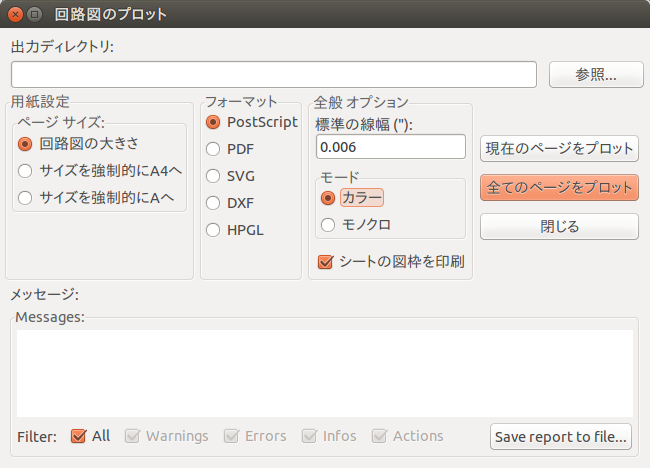 回路図のプロット
出力ディレクトリ:
参照...
用紙設定
ページ サイズ:
回路図の大きさ
サイズを強制的にA4へ
サイズを強制的にAへ
フォーマット
PostScript
PDF
SVG
DXF
HPGL
全般 オプション
標準の線幅 ("):
0.006
モード
カラー
モノクロ
シートの図枠を印刷
現在のページをプロット
全てのページをプロット
閉じる
メッセージ:
Messages:
Filter: All Warnings Errors Infos Actions Save report to file...